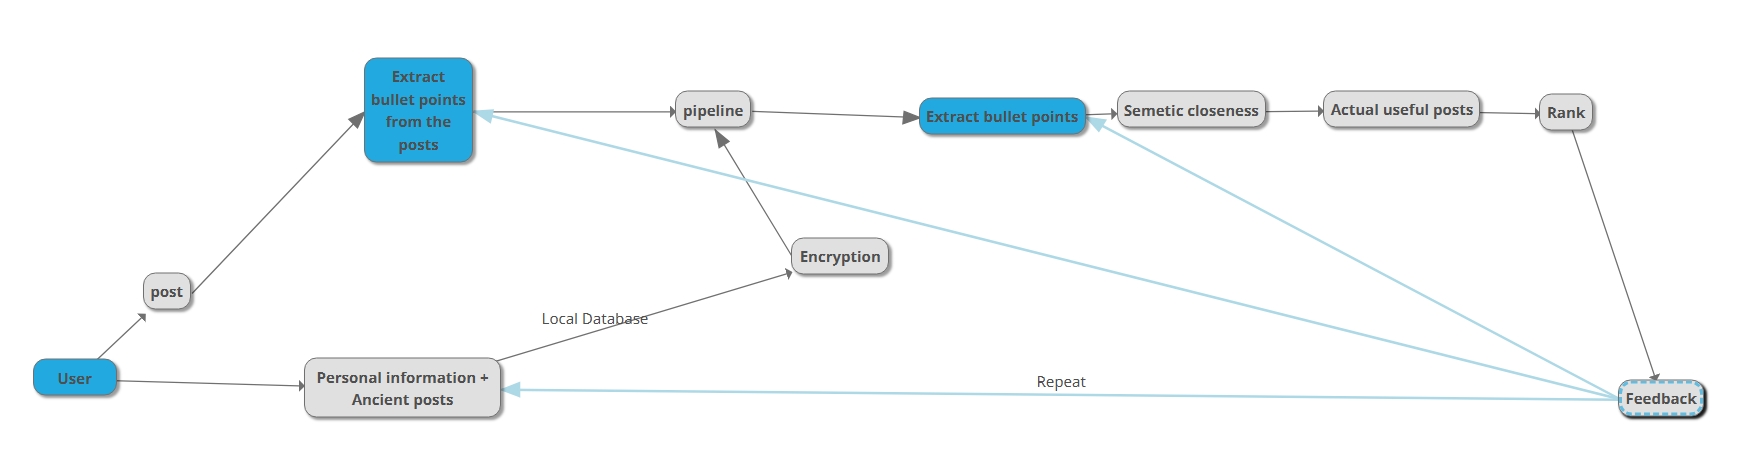 Extract
bullet points
from the
posts
pipeline
Extract bullet points
Semetic closeness
Actual useful posts
Rank
Encryption
post
Local Database
User
Personal information +
Ancient posts
Repeat
Feedback